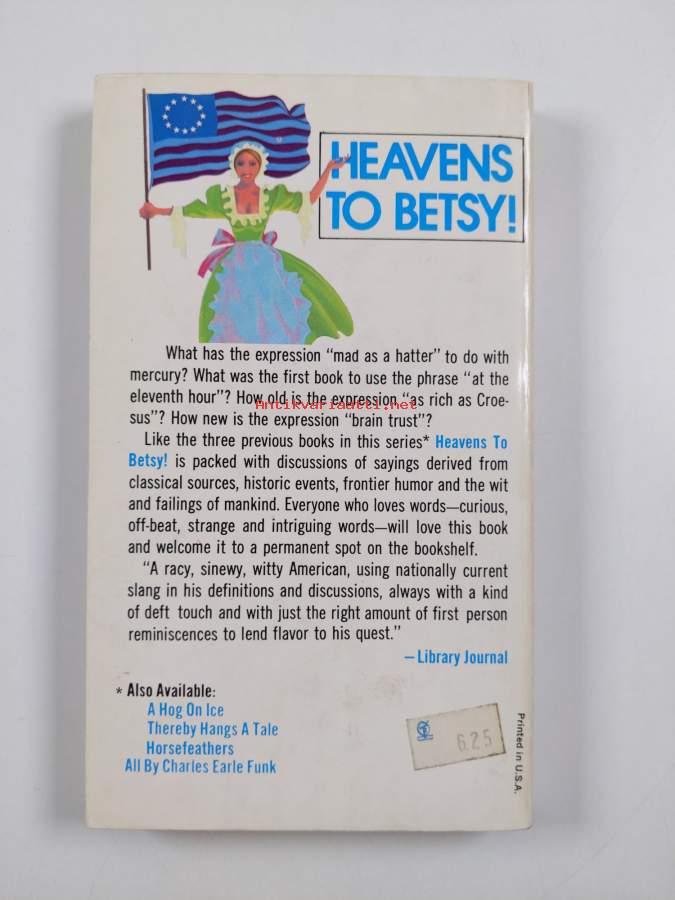 HEAVENS
TO BETSY!
What has the expression “mad as a hatter” to do with
mercury? What was the first book to use the phrase “at the
eleventh hour”? How old is the expression “as rich as Croe-
sus”? How new is the expression “brain trust”?
Antikvariaatti.net
Like the three previous books in this series* Heavens To
Betsy! is packed with discussions of sayings derived from
classical sources, historic events, frontier humor and the wit
and failings of mankind. Everyone who loves words—curious,
off-beat, strange and intriguing words—will love this book
and welcome it to a permanent spot on the bookshelf.
“A racy, sinewy, witty American, using nationally current
slang in his definitions and discussions, always with a kind
of deft touch and with just the right amount of first person
reminiscences to lend flavor to his quest.”
—Library Journal
* Also Available:
A Hog On Ice
Thereby Hangs A Tale
Horsefeathers
All By Charles Earle Funk
625
Printed in U.S.A.